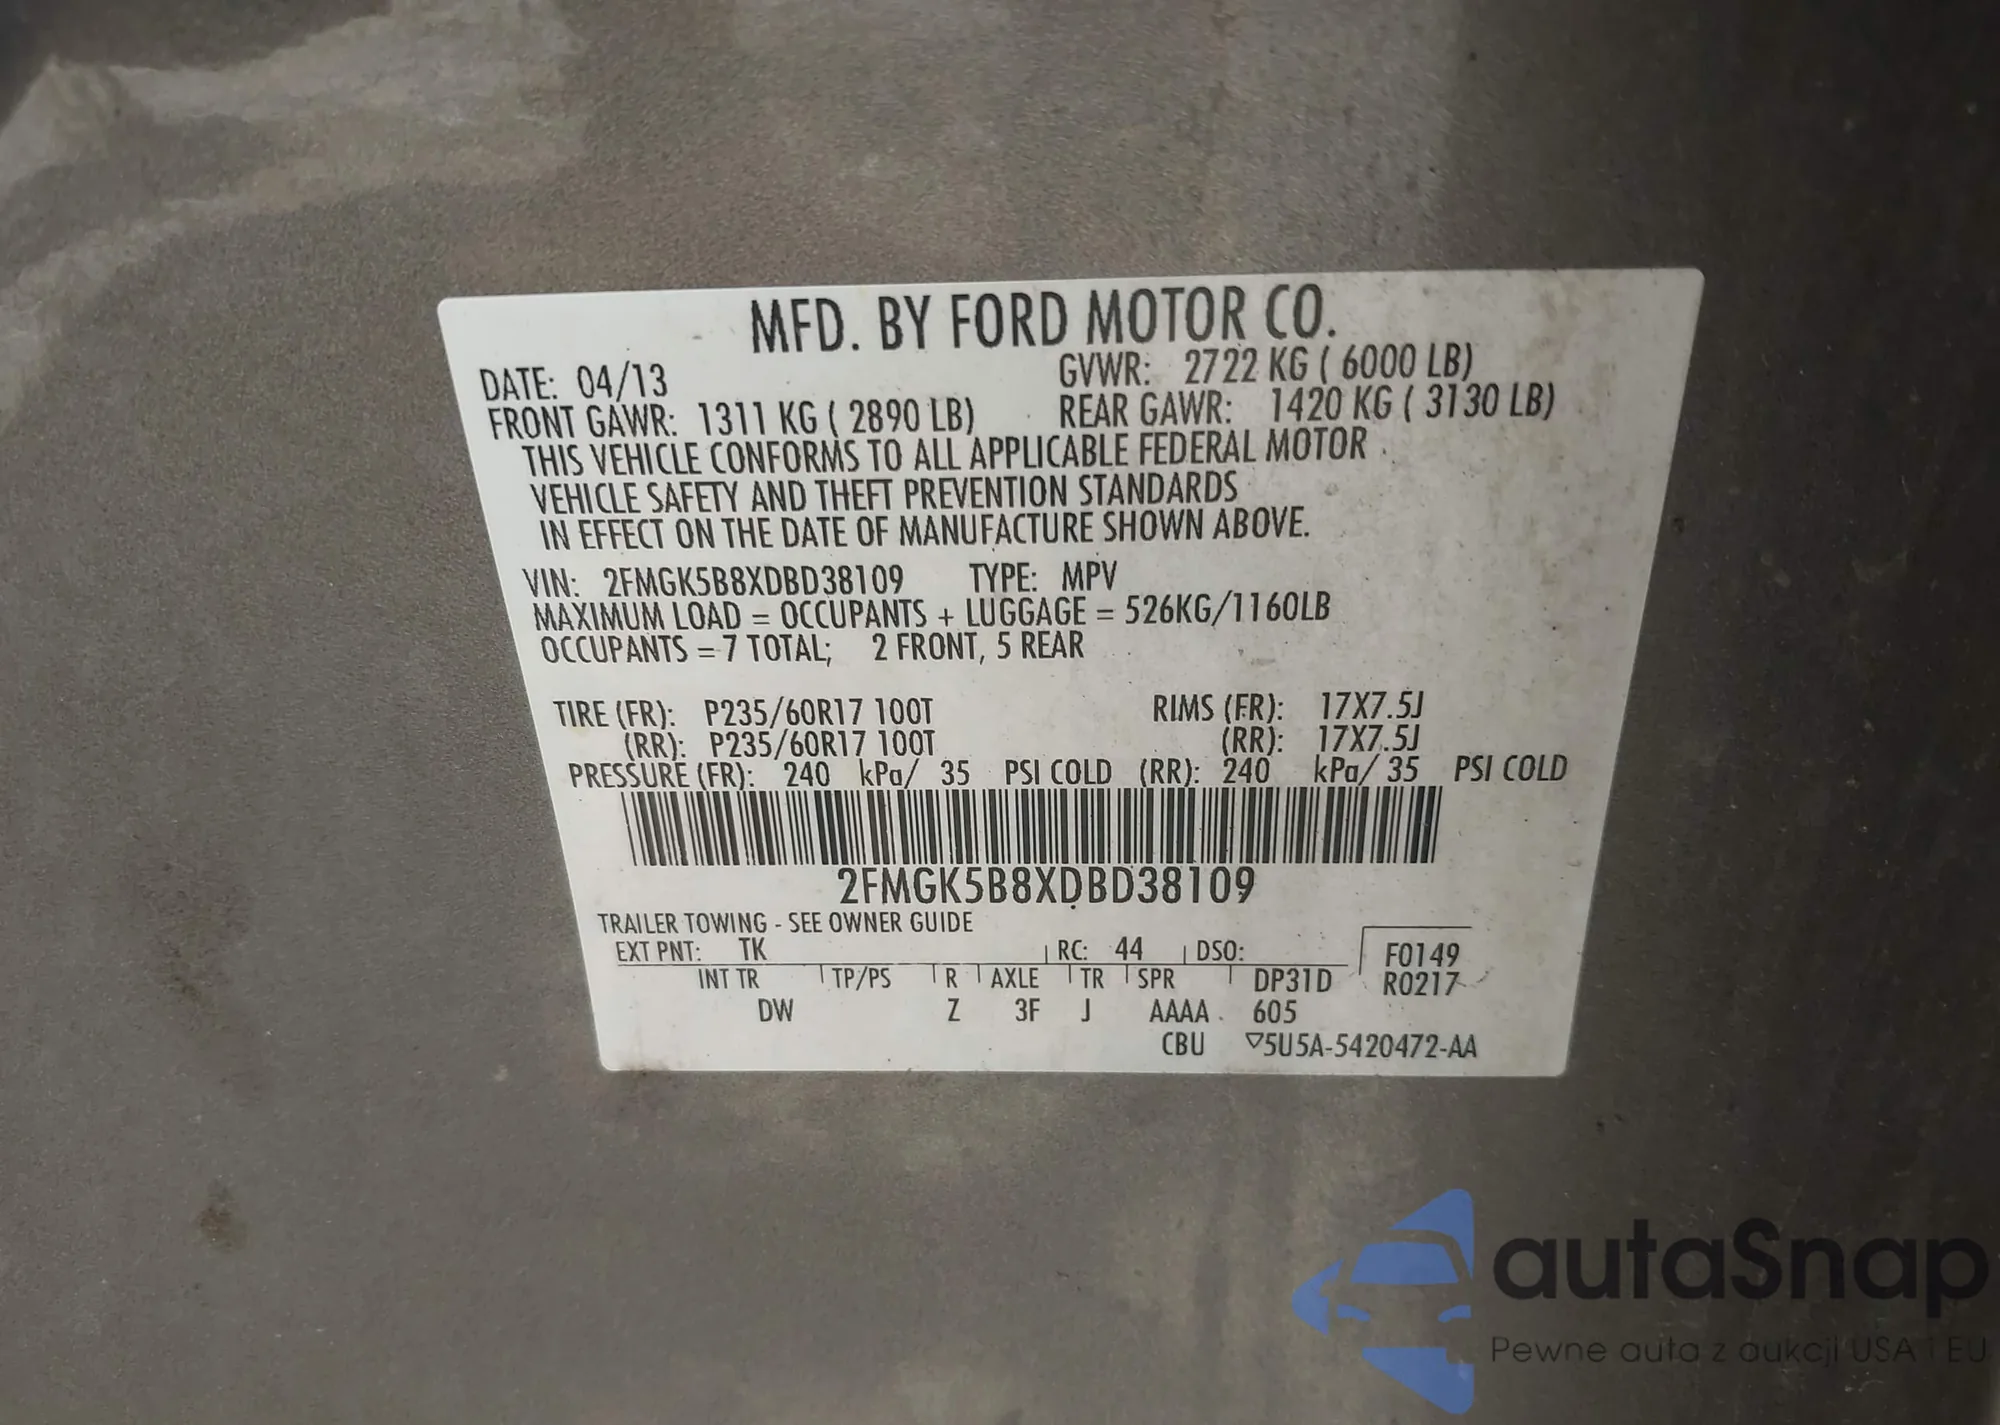 MFD. BY FORD MOTOR CO.
DATE: 04/13 GVWR: 2722 KG ( 6000 LB)
FRONT GAWR: 1311 KG ( 2890 LB) REAR GAWR: 1420 KG ( 3130 LB)
THIS VEHICLE CONFORMS TO ALL APPLICABLE FEDERAL MOTOR
VEHICLE SAFETY AND THEFT PREVENTION STANDARDS
IN EFFECT ON THE DATE OF MANUFACTURE SHOWN ABOVE.
VIN: 2FMGK5B8XDBD38109 TYPE: MPV
MAXIMUM LOAD = OCCUPANTS + LUGGAGE = 526KG/1160LB
OCCUPANTS = 7 TOTAL; 2 FRONT, 5 REAR
TIRE (FR): P235/60R17 100T RIMS (FR): 17X7.5J
(RR): P235/60R17 100T (RR): 17X7.5J
PRESSURE (FR): 240 kPa/ 35 PSI COLD (RR): 240 kPa/ 35 PSI COLD
2FMGK5B8XDBD38109
TRAILER TOWING - SEE OWNER GUIDE
EXT PNT: TK RC: 44 DSO: F0149
INT TR TP/PS R AXLE TR SPR DP31D R0217
DW Z 3F J AAAA 605
CBU ▽5U5A-5420472-AA
autaSnap
Pewne auta z aukcji USA i EU